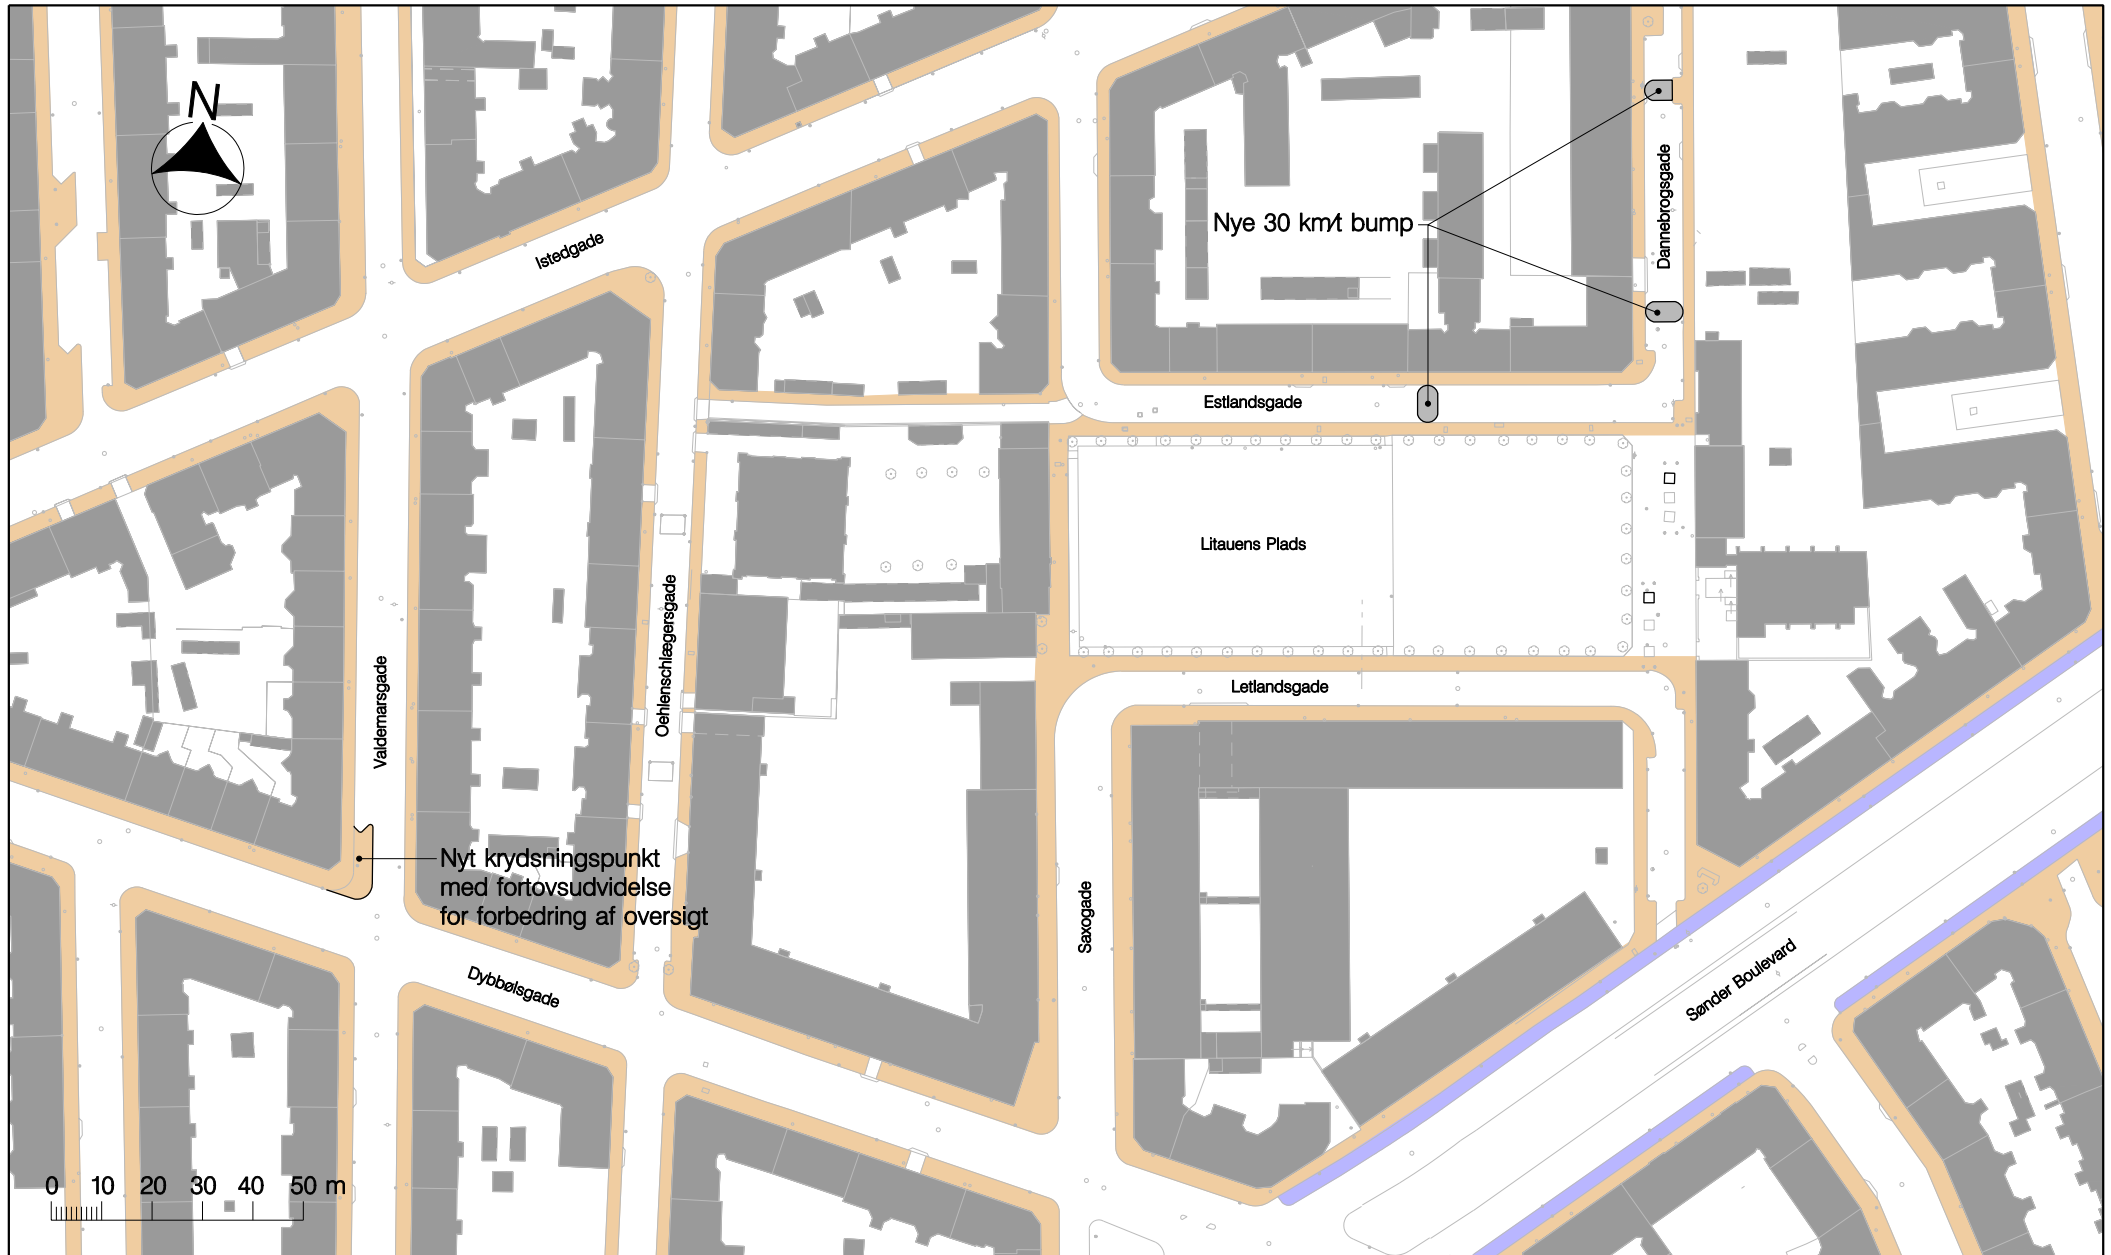 N
Istedgade
Nye 30 km/t bump
Dannebrogsgade
Estlandsgade
Litauens Plads
Oehlenschlægersgade
Valdemarsgade
Letlandsgade
Nyt krydsningspunkt
med fortovsudvidelse
for forbedring af oversigt
Saxogade
Dybbølsgade
Sønder Boulevard
0 10 20 30 40 50 m